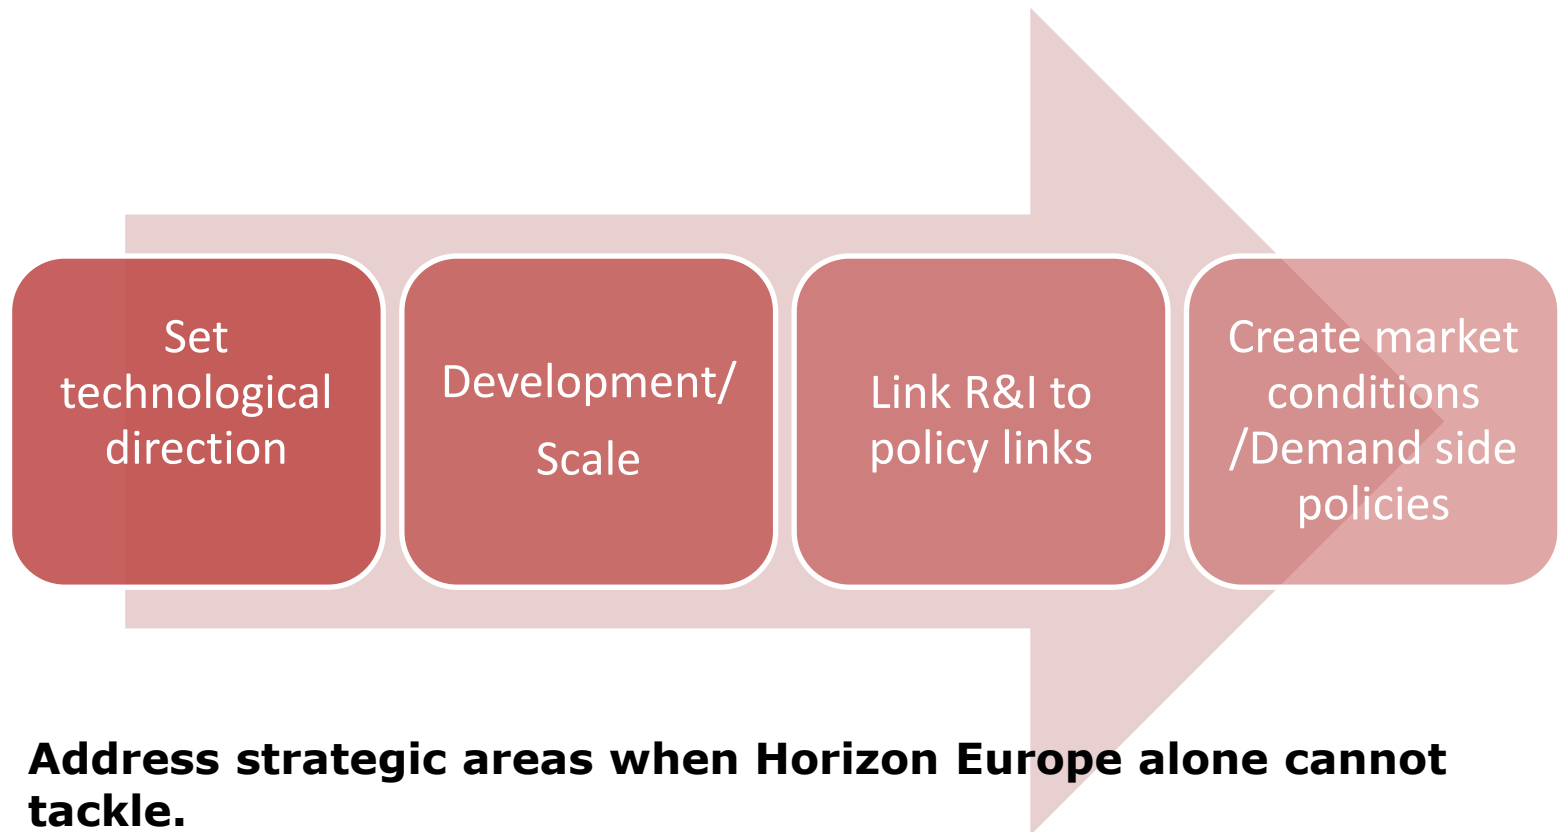 Set
technological
direction
Development/
Scale
Link R&I to
policy links
Create market
conditions
/Demand side
policies
Address strategic areas when Horizon Europe alone cannot
tackle.